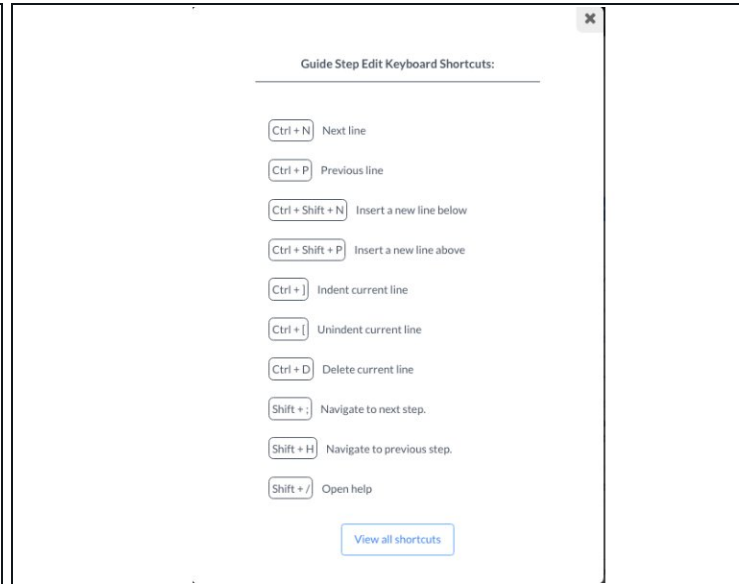 Guide Step Edit Keyboard Shortcuts:
Ctrl + N Next line
Ctrl + P Previous line
Ctrl + Shift + N Insert a new line below
Ctrl + Shift + P Insert a new line above
Ctrl + ] Indent current line
Ctrl + [ Unindent current line
Ctrl + D Delete current line
Shift + ; Navigate to next step.
Shift + H Navigate to previous step.
Shift + / Open help
View all shortcuts